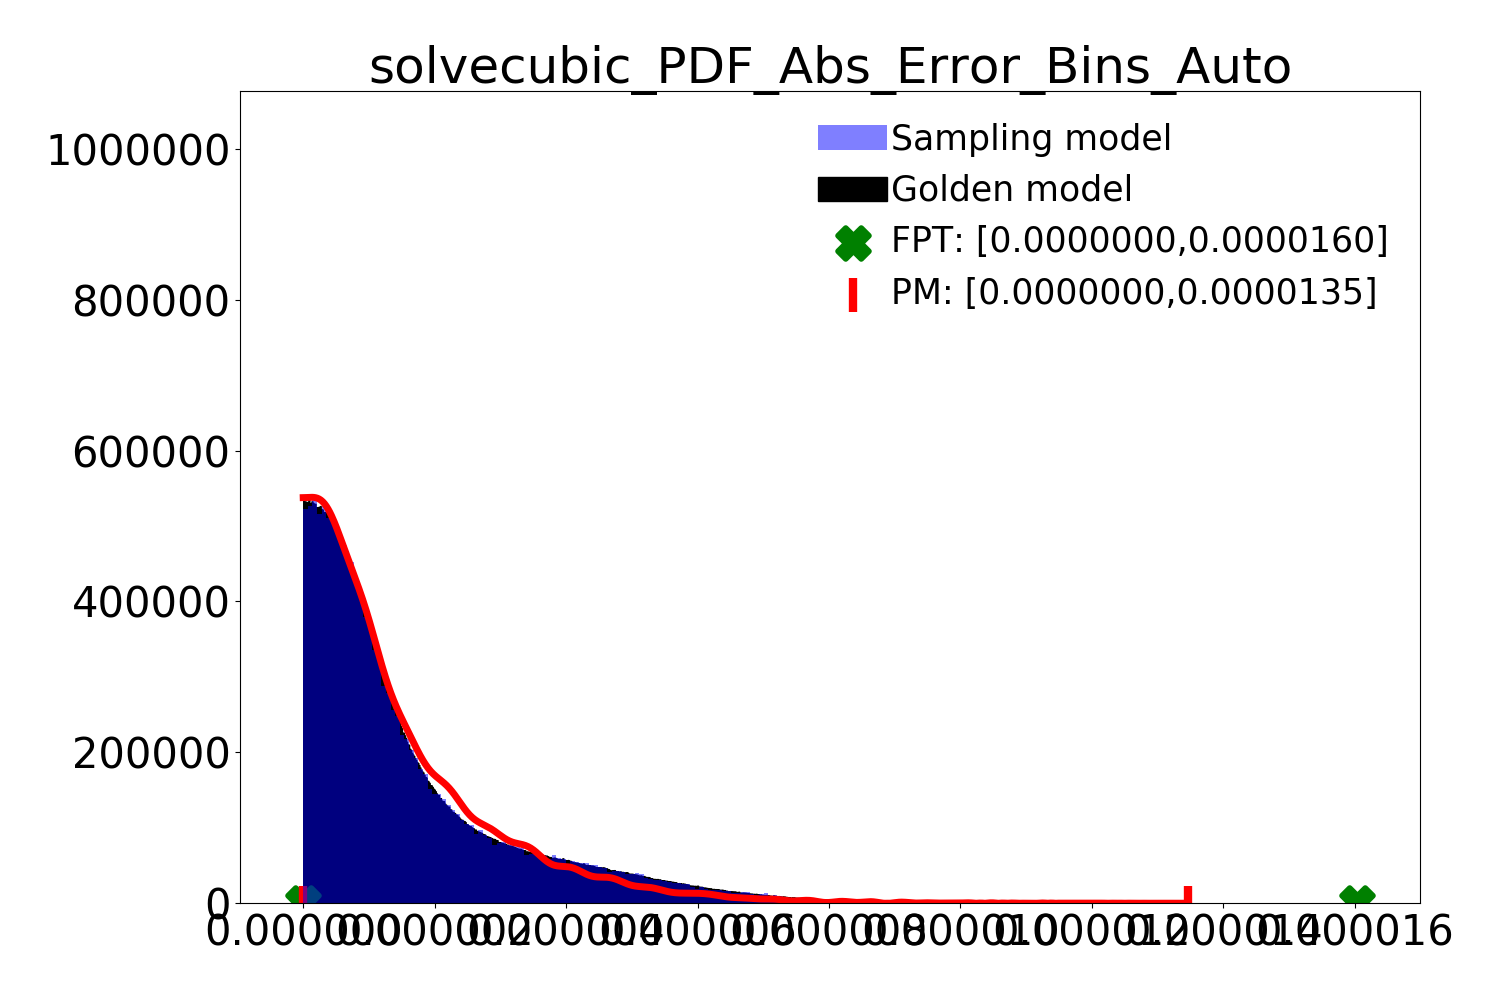 solvecubic_PDF_Abs_Error_Bins_Auto
Sampling model
Golden model
FPT: [0.0000000,0.0000160]
PM: [0.0000000,0.0000135]
1000000
800000
600000
400000
200000
0